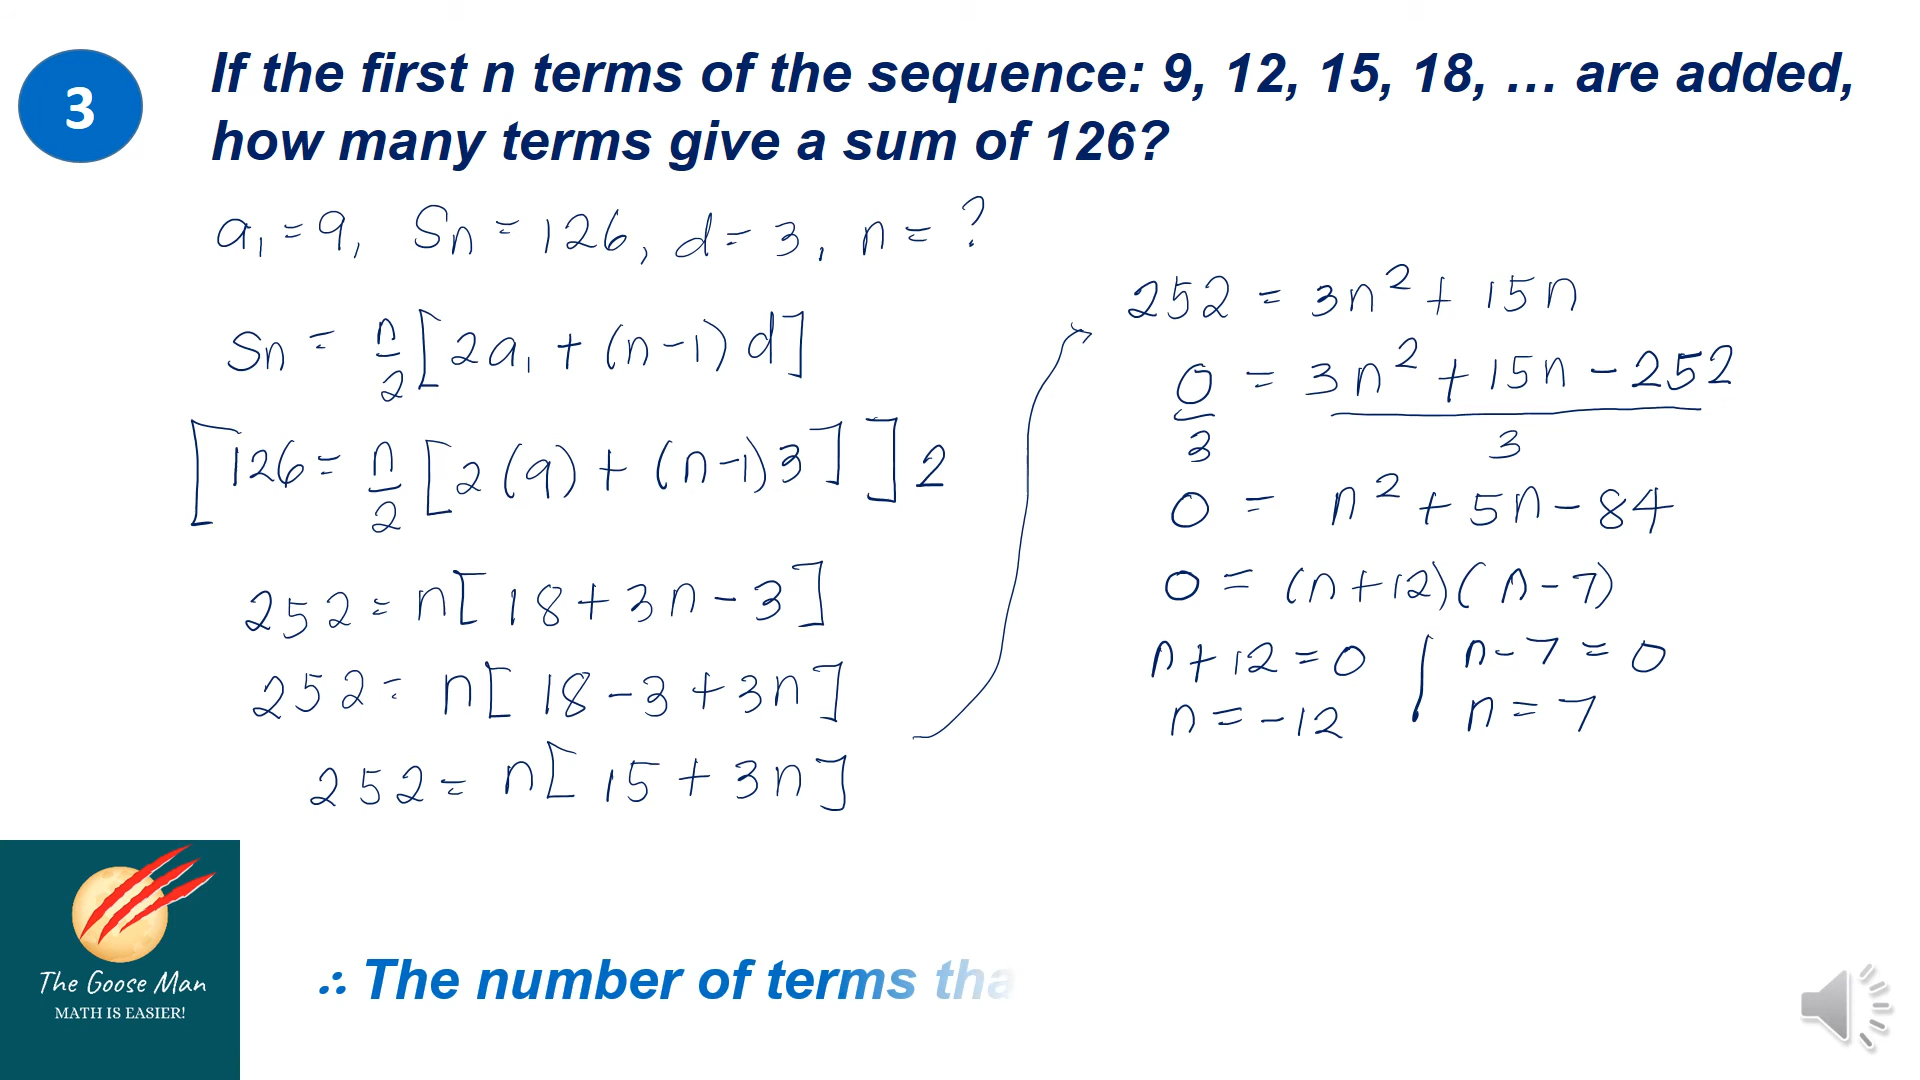 3
If the first n terms of the sequence: 9, 12, 15, 18, … are added,
how many terms give a sum of 126?
a₁ = 9, Sn = 126, d = 3, n = ?
Sn = n/2 [2a₁ + (n-1) d]
[126 = n/2 [2(9) + (n-1)3]] 2
252 = n[18 + 3n - 3]
252 = n[18 - 3 + 3n]
252 = n[15 + 3n]
252 = 3n² + 15n
0/3 = 3n² + 15n - 252 / 3
0 = n² + 5n - 84
0 = (n + 12)(n - 7)
n + 12 = 0 | n - 7 = 0
n = -12 | n = 7
The Goose Man
MATH IS EASIER!
∴ The number of terms tha